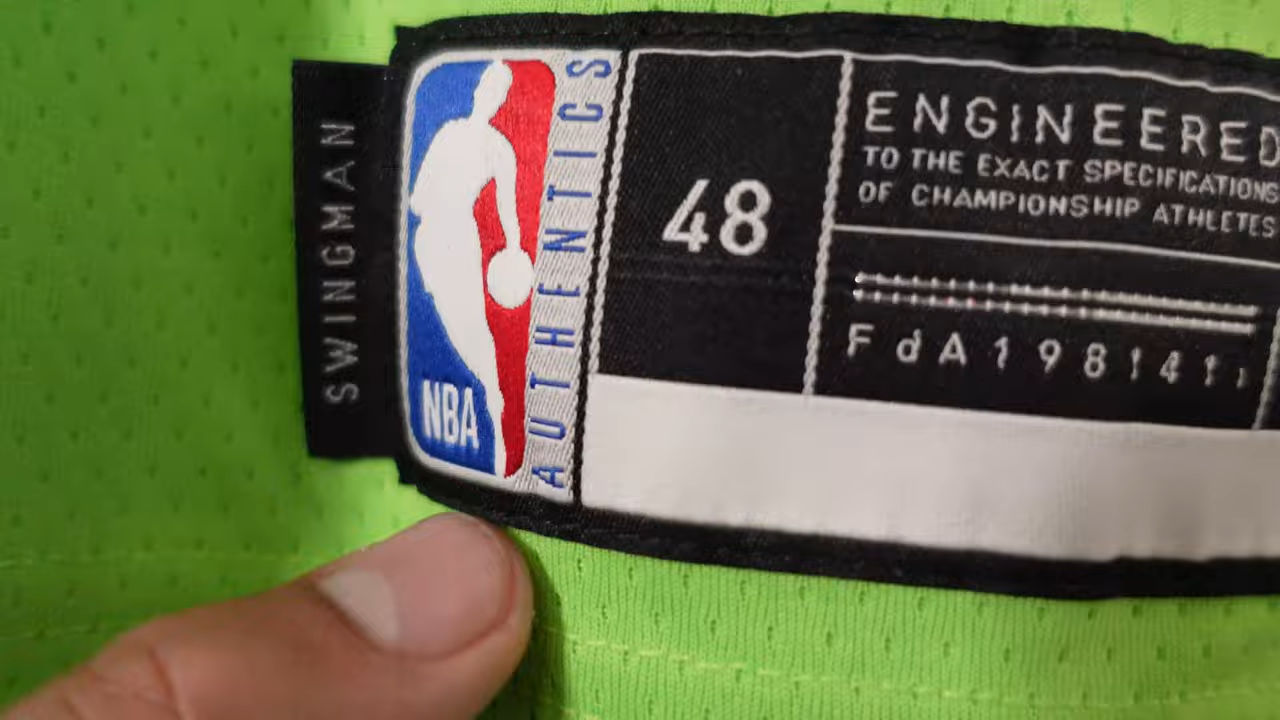 SWINGMAN
NBA
AUTHENTICS
48
ENGINEERED
TO THE EXACT SPECIFICATIONS
OF CHAMPIONSHIP ATHLETES